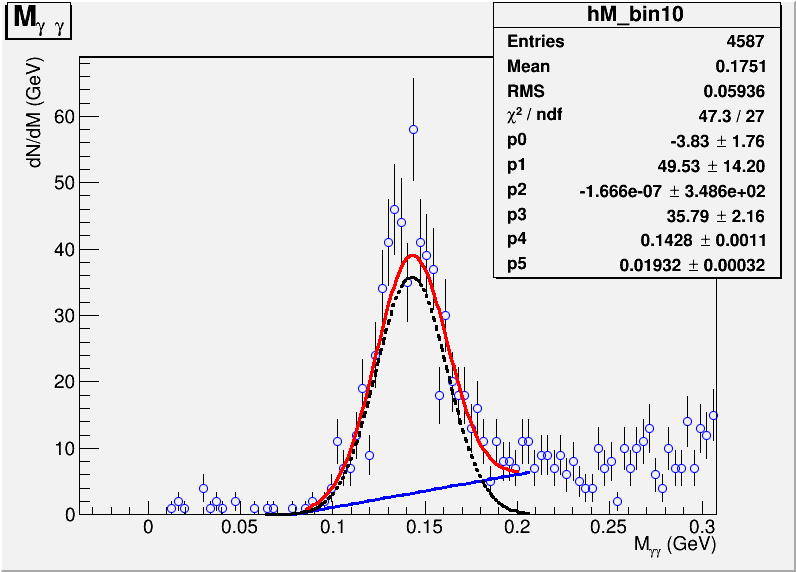 M γ γ
hM_bin10
Entries 4587
Mean 0.1751
RMS 0.05936
χ² / ndf 47.3 / 27
p0 -3.83 ± 1.76
p1 49.53 ± 14.20
p2 -1.666e-07 ± 3.486e+02
p3 35.79 ± 2.16
p4 0.1428 ± 0.0011
p5 0.01932 ± 0.00032
dN/dM (GeV)
60
50
40
30
20
10
0
0 0.05 0.1 0.15 0.2 0.25 0.3
M γγ (GeV)